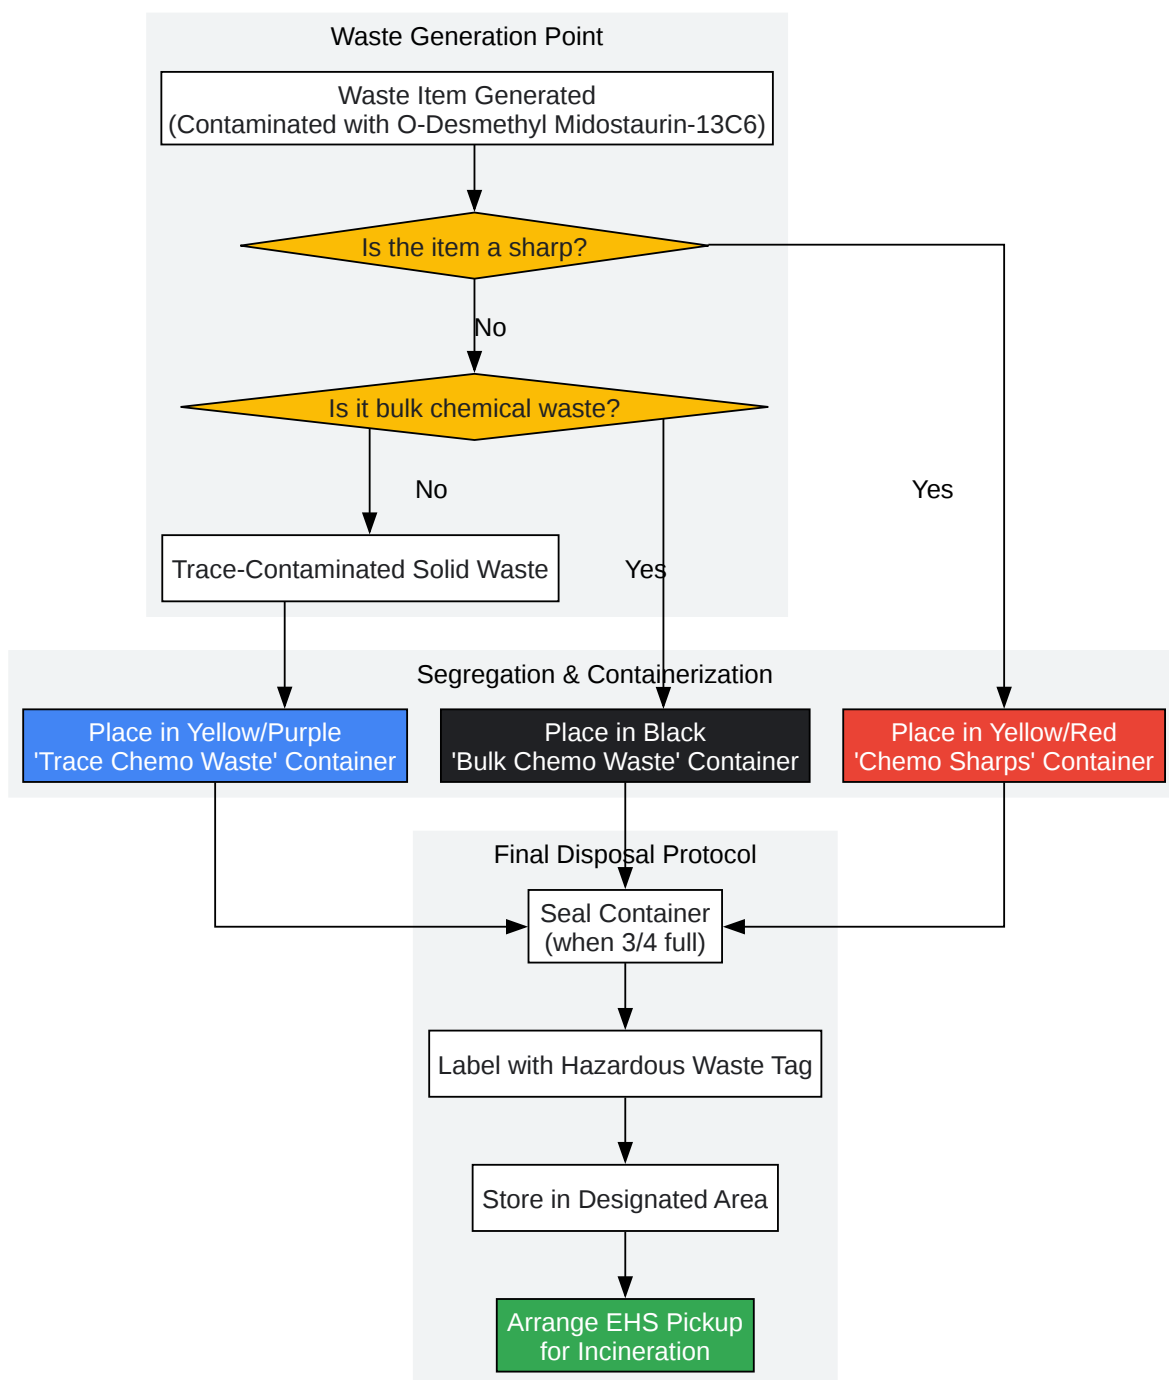 Waste Generation Point
Waste Item Generated
(Contaminated with O-Desmethyl Midostaurin-13C6)
Is the item a sharp?
No
Is it bulk chemical waste?
No
Yes
Trace-Contaminated Solid Waste
Yes
Segregation & Containerization
Place in Yellow/Purple
'Trace Chemo Waste' Container
Place in Black
'Bulk Chemo Waste' Container
Place in Yellow/Red
'Chemo Sharps' Container
Final Disposal Protocol
Seal Container
(when 3/4 full)
Label with Hazardous Waste Tag
Store in Designated Area
Arrange EHS Pickup
for Incineration